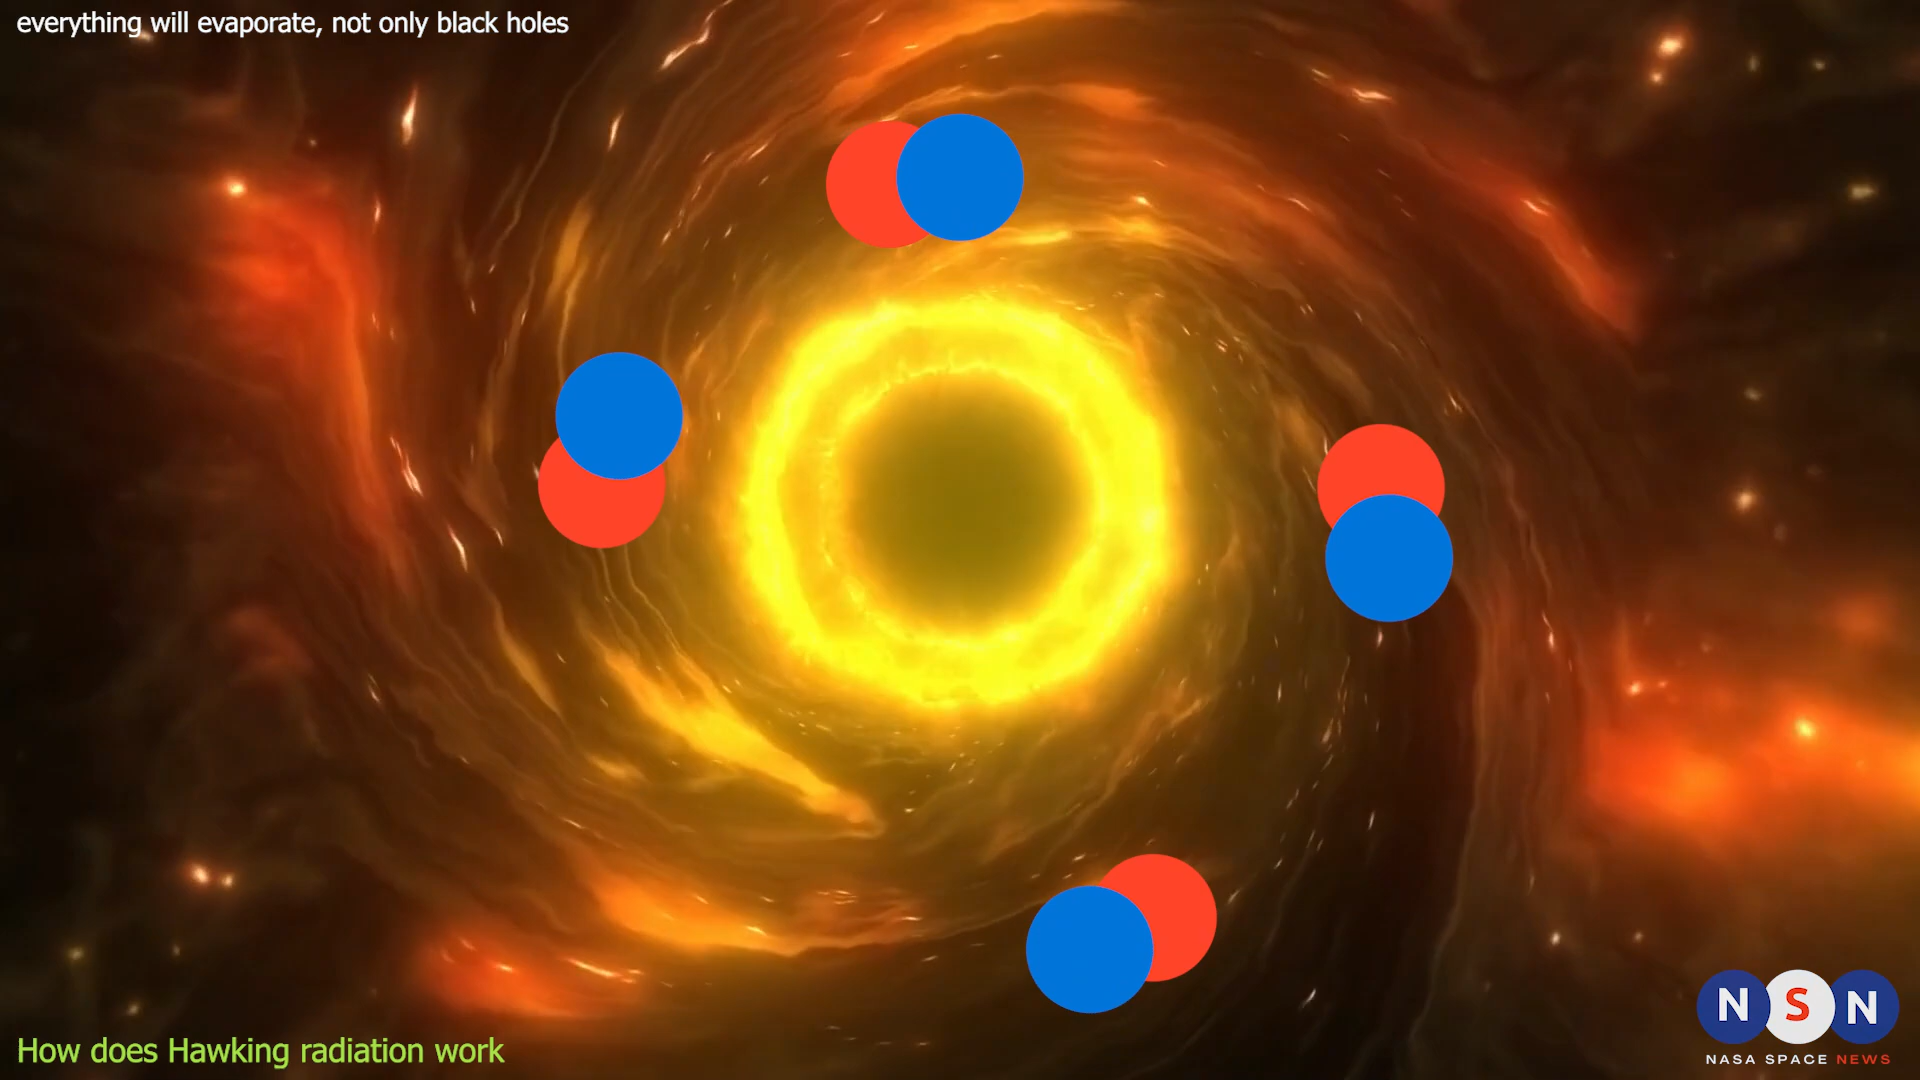 everything will evaporate, not only black holes
How does Hawking radiation work
NSN
NASA SPACE NEWS